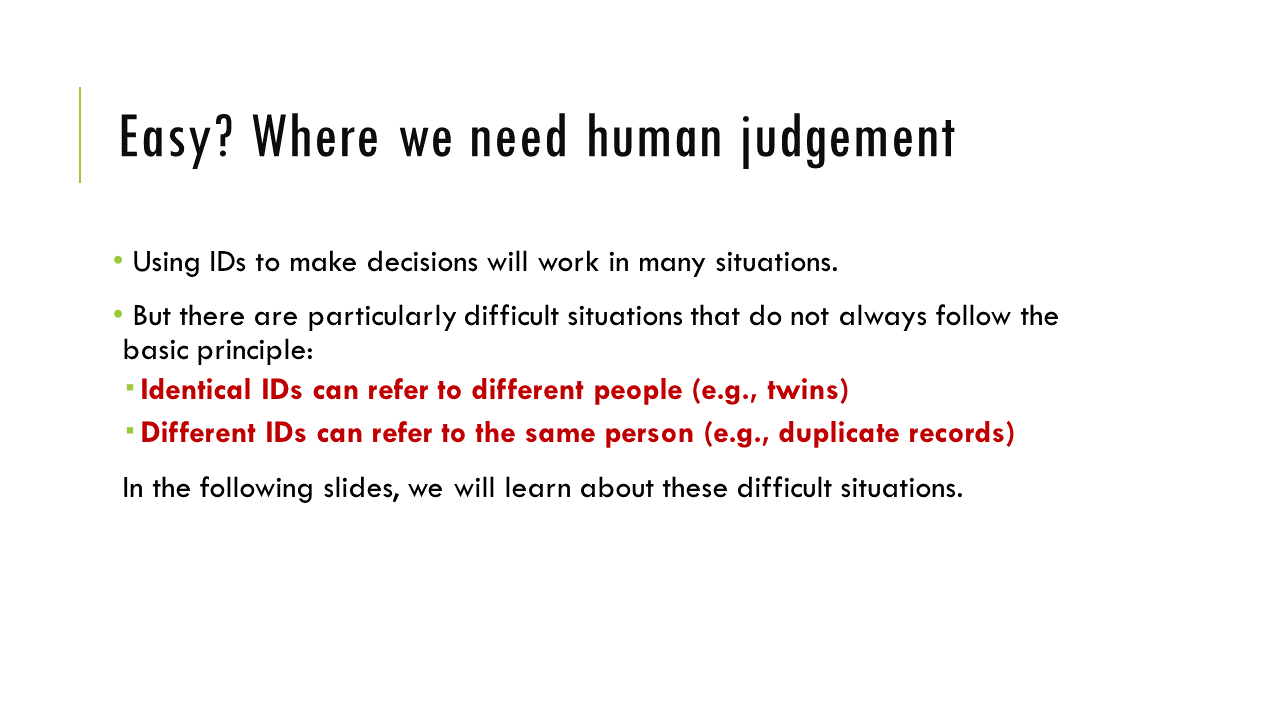 Easy? Where we need human judgement
• Using IDs to make decisions will work in many situations.
• But there are particularly difficult situations that do not always follow the
basic principle:
▪ Identical IDs can refer to different people (e.g., twins)
▪ Different IDs can refer to the same person (e.g., duplicate records)
In the following slides, we will learn about these difficult situations.